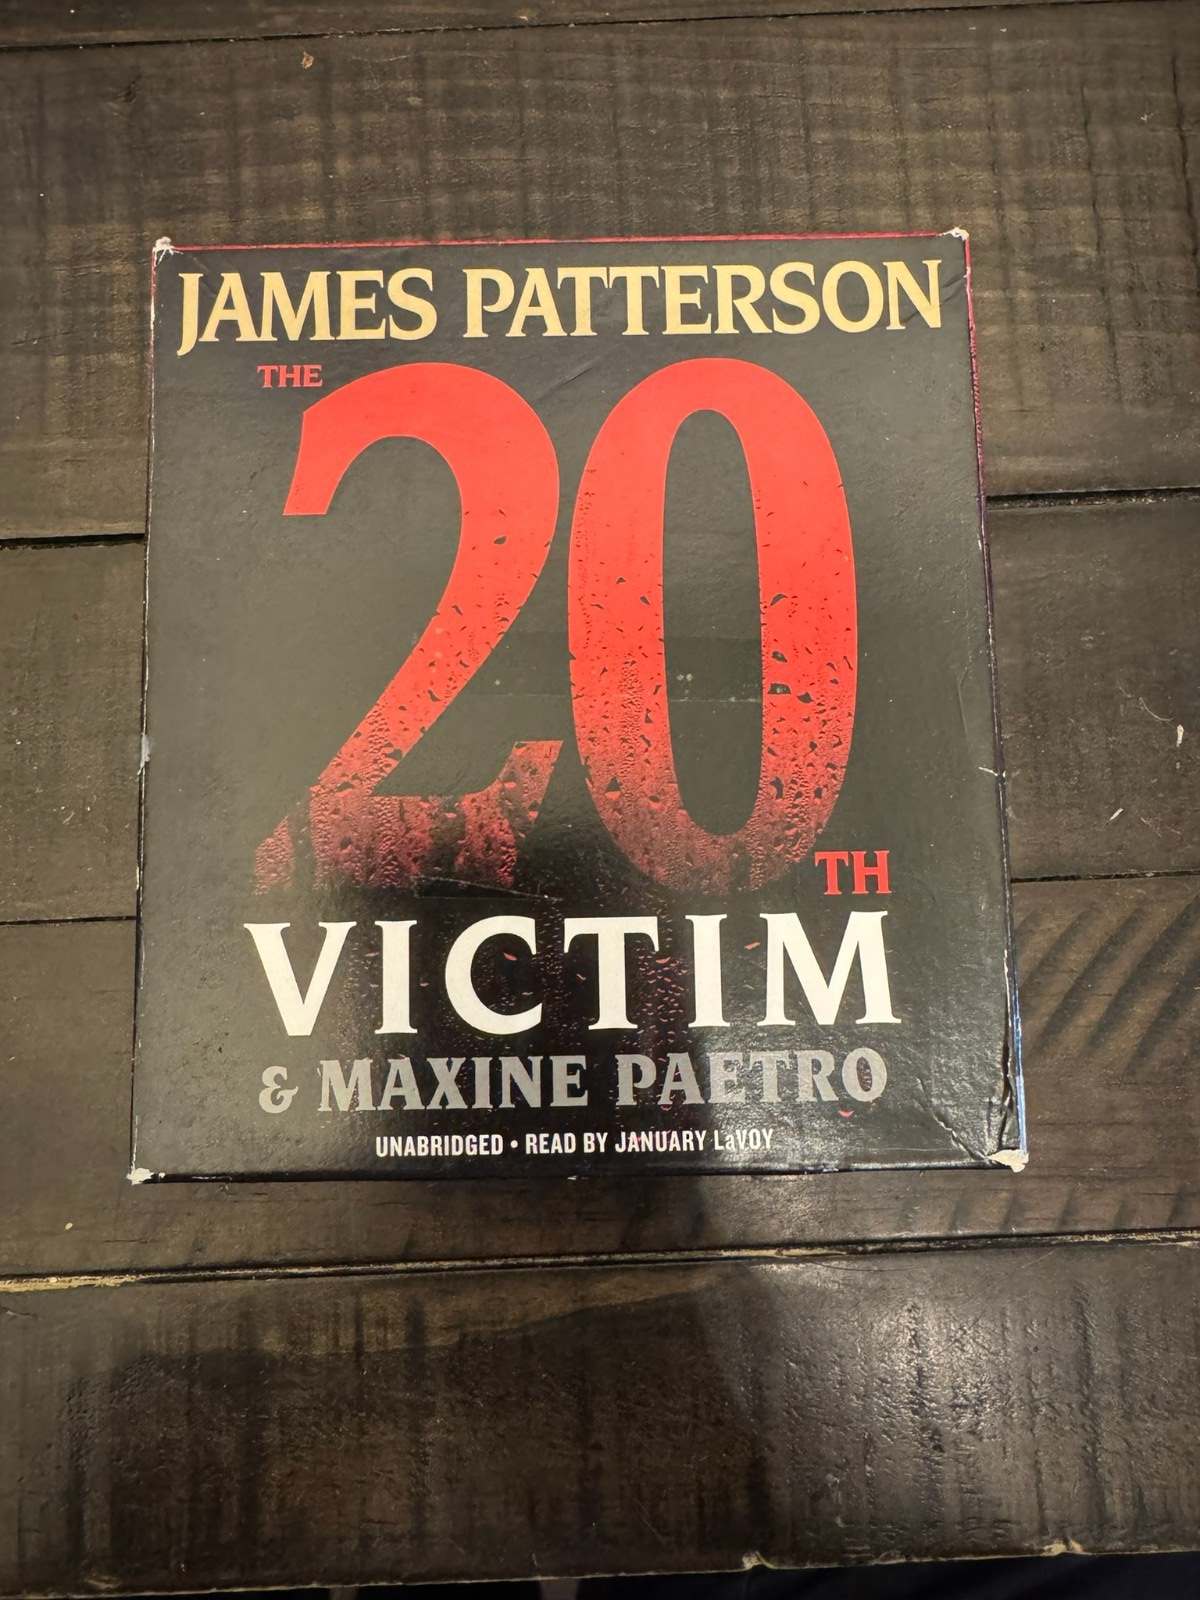 JAMES PATTERSON
THE
20
TH
VICTIM
& MAXINE PAETRO
UNABRIDGED • READ BY JANUARY LaVOY